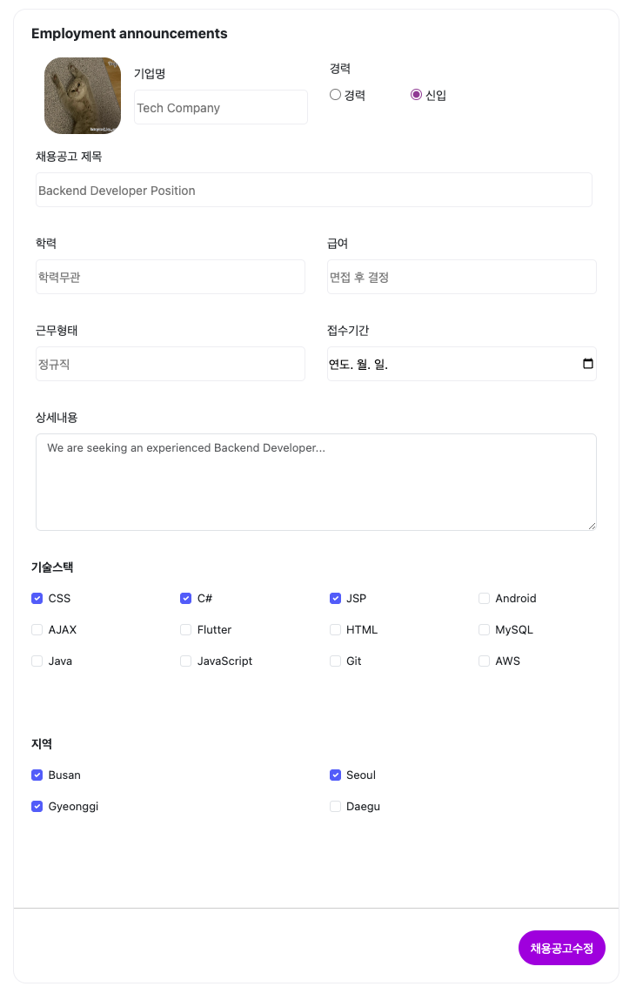 Employment announcements
기업명
Tech Company
경력
경력 신입
채용공고 제목
Backend Developer Position
학력 급여
학력무관 면접 후 결정
근무형태 접수기간
정규직 연도. 월. 일.
상세내용
We are seeking an experienced Backend Developer...
기술스택
CSS C# JSP Android
AJAX Flutter HTML MySQL
Java JavaScript Git AWS
지역
Busan Seoul
Gyeonggi Daegu
채용공고수정